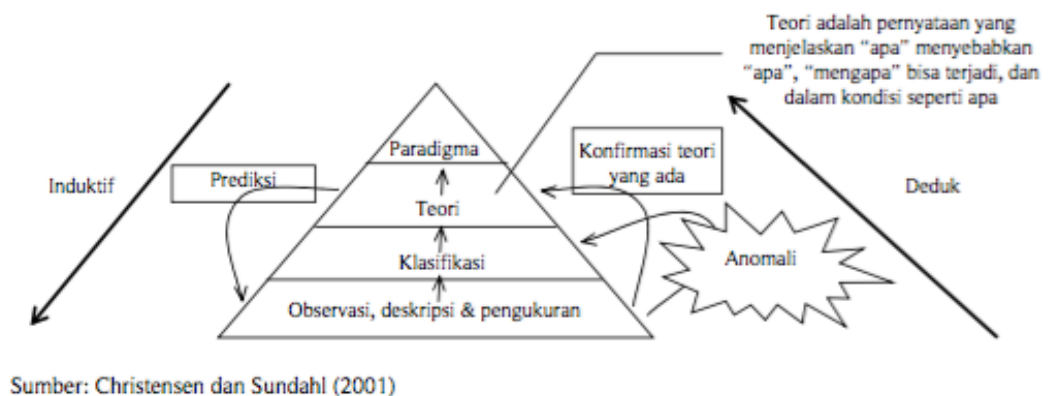 Teori adalah pernyataan yang
menjelaskan “apa” menyebabkan
“apa”, “mengapa” bisa terjadi, dan
dalam kondisi seperti apa
Paradigma
Konfirmasi teori
yang ada
Induktif
Prediksi
Deduk
Teori
Klasifikasi
Anomali
Observasi, deskripsi & pengukuran
Sumber: Christensen dan Sundahl (2001)